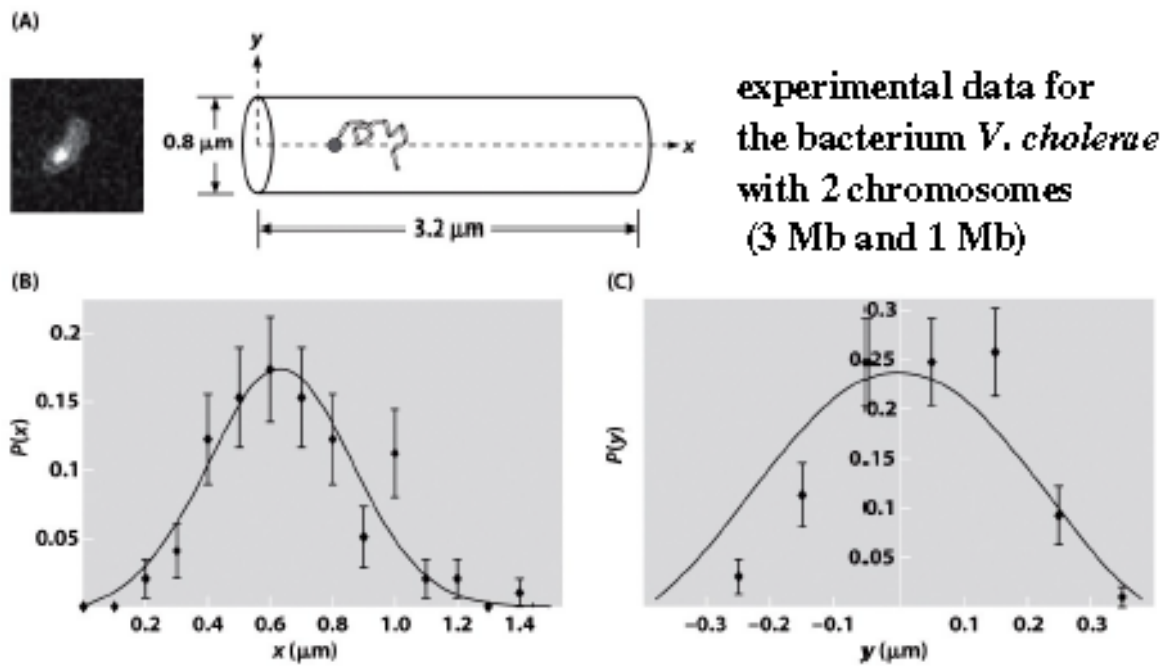 (A)
y
0.8 μm
x
3.2 μm
experimental data for
the bacterium V. cholerae
with 2 chromosomes
(3 Mb and 1 Mb)
(B)
P(x)
0.2
0.15
0.1
0.05
0.2 0.4 0.6 0.8 1.0 1.2 1.4
x (μm)
(C)
P(y)
0.3
0.25
0.2
0.15
0.1
0.05
−0.3 −0.2 −0.1 0.1 0.2 0.3
y (μm)